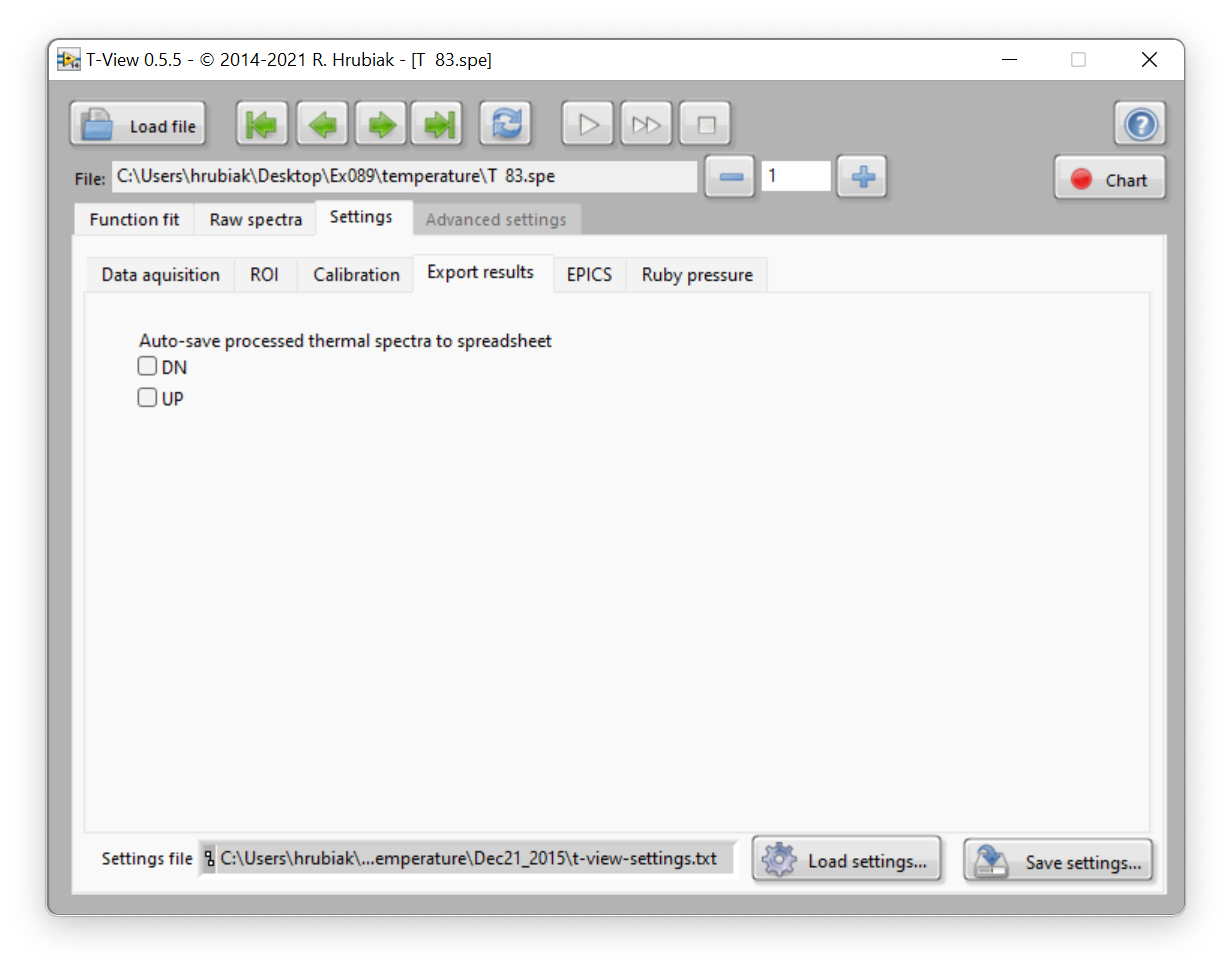 T-View 0.5.5 - © 2014-2021 R. Hrubiak - [T  83.spe]
Load file
File: C:\Users\hrubiak\Desktop\Ex089\temperature\T  83.spe 1 Chart
Function fit Raw spectra Settings Advanced settings
Data aquisition ROI Calibration Export results EPICS Ruby pressure
Auto-save processed thermal spectra to spreadsheet
DN
UP
Settings file C:\Users\hrubiak\...emperature\Dec21_2015\t-view-settings.txt Load settings... Save settings...